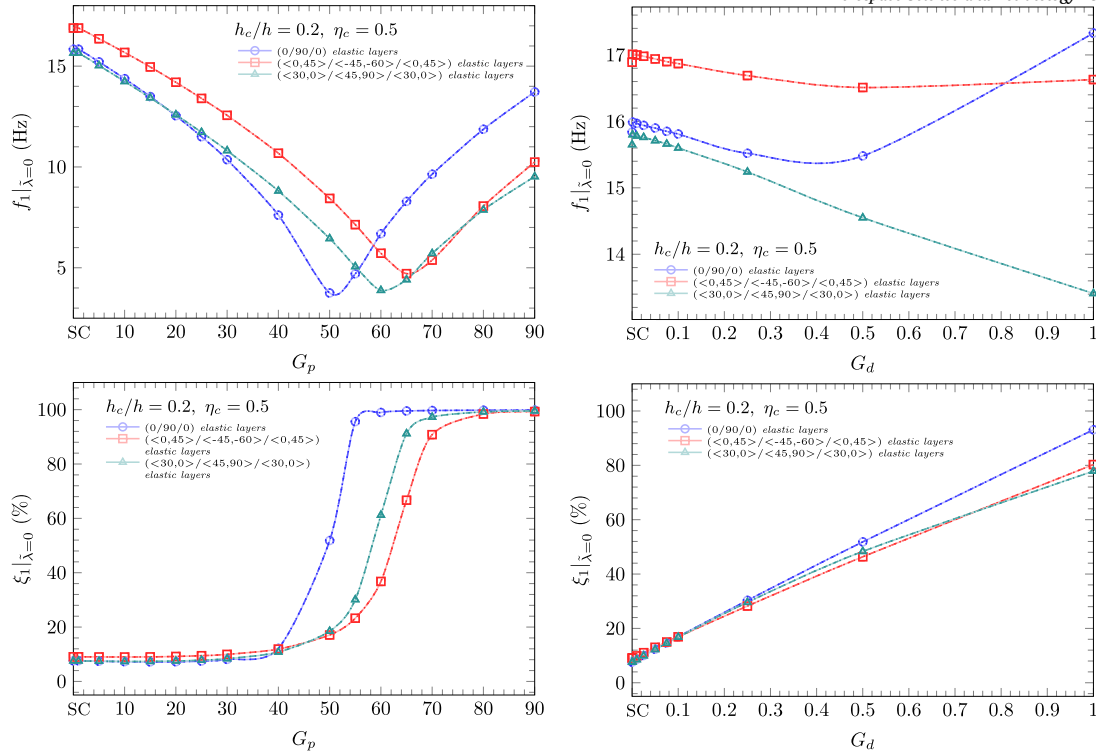 h_c/h = 0.2, η_c = 0.5
(0/90/0) elastic layers
(<0,45>/<-45,-60>/<0,45>) elastic layers
(<30,0>/<45,90>/<30,0>) elastic layers
f_1|_{λ̄=0} (Hz)
15
10
5
SC 10 20 30 40 50 60 70 80 90
G_p
h_c/h = 0.2, η_c = 0.5
(0/90/0) elastic layers
(<0,45>/<-45,-60>/<0,45>) elastic layers
(<30,0>/<45,90>/<30,0>) elastic layers
f_1|_{λ̃=0} (Hz)
17
16
15
14
SC 0.1 0.2 0.3 0.4 0.5 0.6 0.7 0.8 0.9 1
G_d
h_c/h = 0.2, η_c = 0.5
(0/90/0) elastic layers
(<0,45>/<-45,-60>/<0,45>)
elastic layers
(<30,0>/<45,90>/<30,0>)
elastic layers
ξ_1|_{λ̄=0} (%)
100
80
60
40
20
0
SC 10 20 30 40 50 60 70 80 90
G_p
h_c/h = 0.2, η_c = 0.5
(0/90/0) elastic layers
(<0,45>/<-45,-60>/<0,45>) elastic layers
(<30,0>/<45,90>/<30,0>) elastic layers
ξ_1|_{λ̃=0} (%)
100
80
60
40
20
0
SC 0.1 0.2 0.3 0.4 0.5 0.6 0.7 0.8 0.9 1
G_d